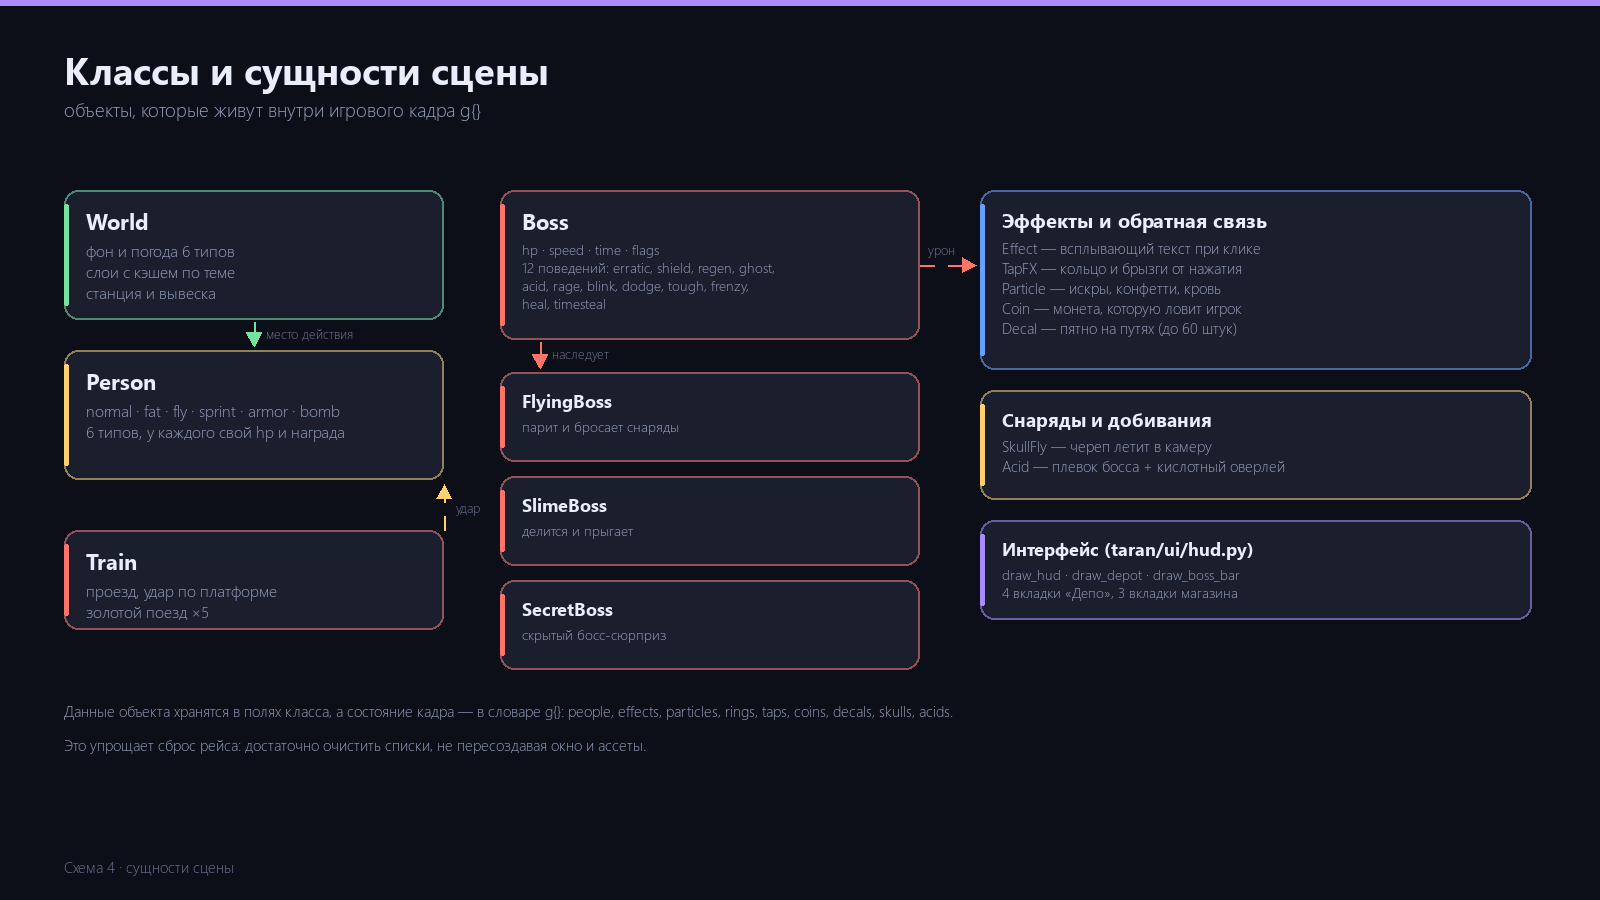 Классы и сущности сцены
объекты, которые живут внутри игрового кадра g{}
World
фон и погода 6 типов
слои с кэшем по теме
станция и вывеска
место действия
Person
normal · fat · fly · sprint · armor · bomb
6 типов, у каждого свой hp и награда
удар
Train
проезд, удар по платформе
золотой поезд ×5
Boss
hp · speed · time · flags
12 поведений: erratic, shield, regen, ghost,
acid, rage, blink, dodge, tough, frenzy,
heal, timesteal
урон
наследует
FlyingBoss
парит и бросает снаряды
SlimeBoss
делится и прыгает
SecretBoss
скрытый босс-сюрприз
Эффекты и обратная связь
Effect — всплывающий текст при клике
TapFX — кольцо и брызги от нажатия
Particle — искры, конфетти, кровь
Coin — монета, которую ловит игрок
Decal — пятно на путях (до 60 штук)
Снаряды и добивания
SkullFly — череп летит в камеру
Acid — плевок босса + кислотный оверлей
Интерфейс (taran/ui/hud.py)
draw_hud · draw_depot · draw_boss_bar
4 вкладки «Депо», 3 вкладки магазина
Данные объекта хранятся в полях класса, а состояние кадра — в словаре g{}: people, effects, particles, rings, taps, coins, decals, skulls, acids.
Это упрощает сброс рейса: достаточно очистить списки, не пересоздавая окно и ассеты.
Схема 4 · сущности сцены